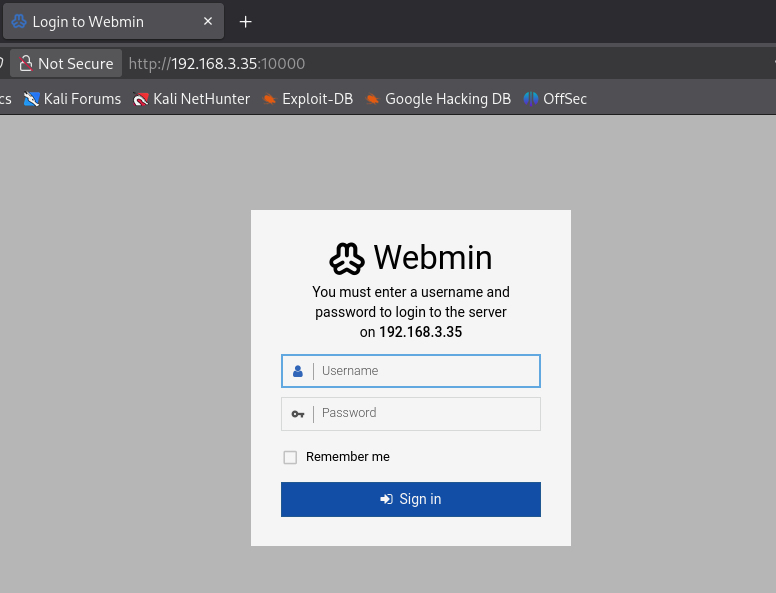 Login to Webmin
Not Secure http://192.168.3.35:10000
cs Kali Forums Kali NetHunter Exploit-DB Google Hacking DB OffSec
Webmin
You must enter a username and
password to login to the server
on 192.168.3.35
Username
Password
Remember me
Sign in